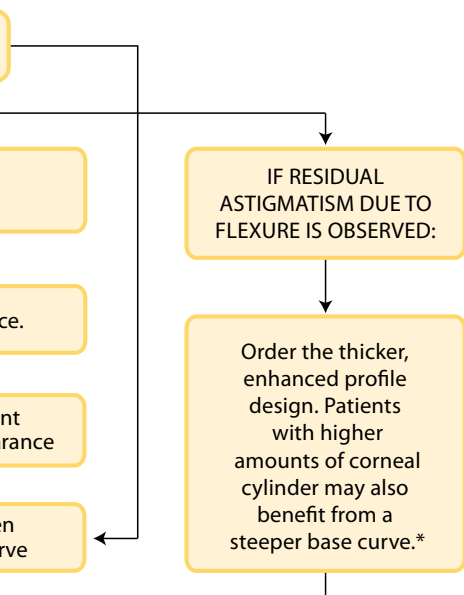 IF RESIDUAL
ASTIGMATISM DUE TO
FLEXURE IS OBSERVED:
ce.
Order the thicker,
enhanced profile
design. Patients
with higher
amounts of corneal
cylinder may also
benefit from a
steeper base curve.*
nt
arance
en
rve